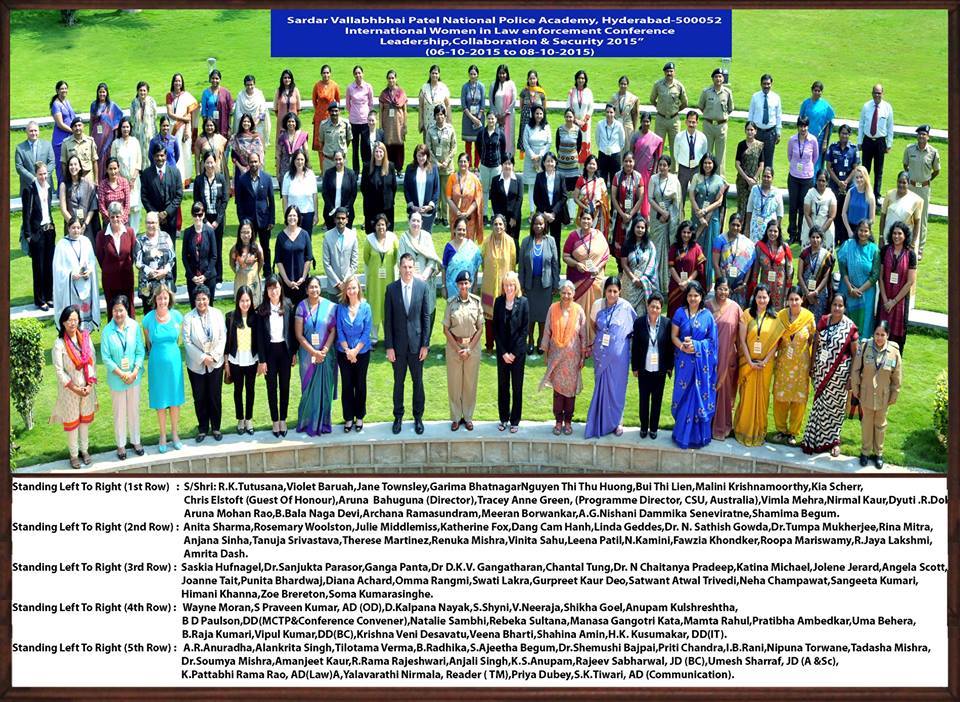 Sardar Vallabhbhai Patel National Police Academy, Hyderabad-500052
International Women in Law enforcement Conference
Leadership,Collaboration & Security 2015"
(06-10-2015 to 08-10-2015)
Standing Left To Right (1st Row) : S/Shri: R.K.Tutusana,Violet Baruah,Jane Townsley,Garima BhatnagarNguyen Thi Thu Huong,Bui Thi Lien,Malini Krishnamoorthy,Kia Scherr,
Chris Elstoft (Guest Of Honour),Aruna Bahuguna (Director),Tracey Anne Green, (Programme Director, CSU, Australia),Vimla Mehra,Nirmal Kaur,Dyuti .R.Dol
Aruna Mohan Rao,B.Bala Naga Devi,Archana Ramasundram,Meeran Borwankar,A.G.Nishani Dammika Seneviratne,Shamima Begum.
Standing Left To Right (2nd Row) : Anita Sharma,Rosemary Woolston,Julie Middlemiss,Katherine Fox,Dang Cam Hanh,Linda Geddes,Dr. N. Sathish Gowda,Dr.Tumpa Mukherjee,Rina Mitra,
Anjana Sinha,Tanuja Srivastava,Therese Martinez,Renuka Mishra,Vinita Sahu,Leena Patil,N.Kamini,Fawzia Khondker,Roopa Mariswamy,R.Jaya Lakshmi,
Amrita Dash.
Standing Left To Right (3rd Row) : Saskia Hufnagel,Dr.Sanjukta Parasor,Ganga Panta,Dr D.K.V. Gangatharan,Chantal Tung,Dr. N Chaitanya Pradeep,Katina Michael,Jolene Jerard,Angela Scott,
Joanne Tait,Punita Bhardwaj,Diana Achard,Omma Rangmi,Swati Lakra,Gurpreet Kaur Deo,Satwant Atwal Trivedi,Neha Champawat,Sangeeta Kumari,
Himani Khanna,Zoe Brereton,Soma Kumarasinghe.
Standing Left To Right (4th Row) : Wayne Moran,S Praveen Kumar, AD (OD),D.Kalpana Nayak,S.Shyni,V.Neeraja,Shikha Goel,Anupam Kulshreshtha,
B D Paulson,DD(MCTP&Conference Convener),Natalie Sambhi,Rebeka Sultana,Manasa Gangotri Kata,Mamta Rahul,Pratibha Ambedkar,Uma Behera,
B.Raja Kumari,Vipul Kumar,DD(BC),Krishna Veni Desavatu,Veena Bharti,Shahina Amin,H.K. Kusumakar, DD(IT).
Standing Left To Right (5th Row) : A.R.Anuradha,Alankrita Singh,Tilotama Verma,B.Radhika,S.Ajeetha Begum,Dr.Shemushi Bajpai,Priti Chandra,I.B.Rani,Nipuna Torwane,Tadasha Mishra,
Dr.Soumya Mishra,Amanjeet Kaur,R.Rama Rajeshwari,Anjali Singh,K.S.Anupam,Rajeev Sabharwal, JD (BC),Umesh Sharraf, JD (A &Sc),
K.Pattabhi Rama Rao, AD(Law)A,Yalavarathi Nirmala, Reader ( TM),Priya Dubey,S.K.Tiwari, AD (Communication).